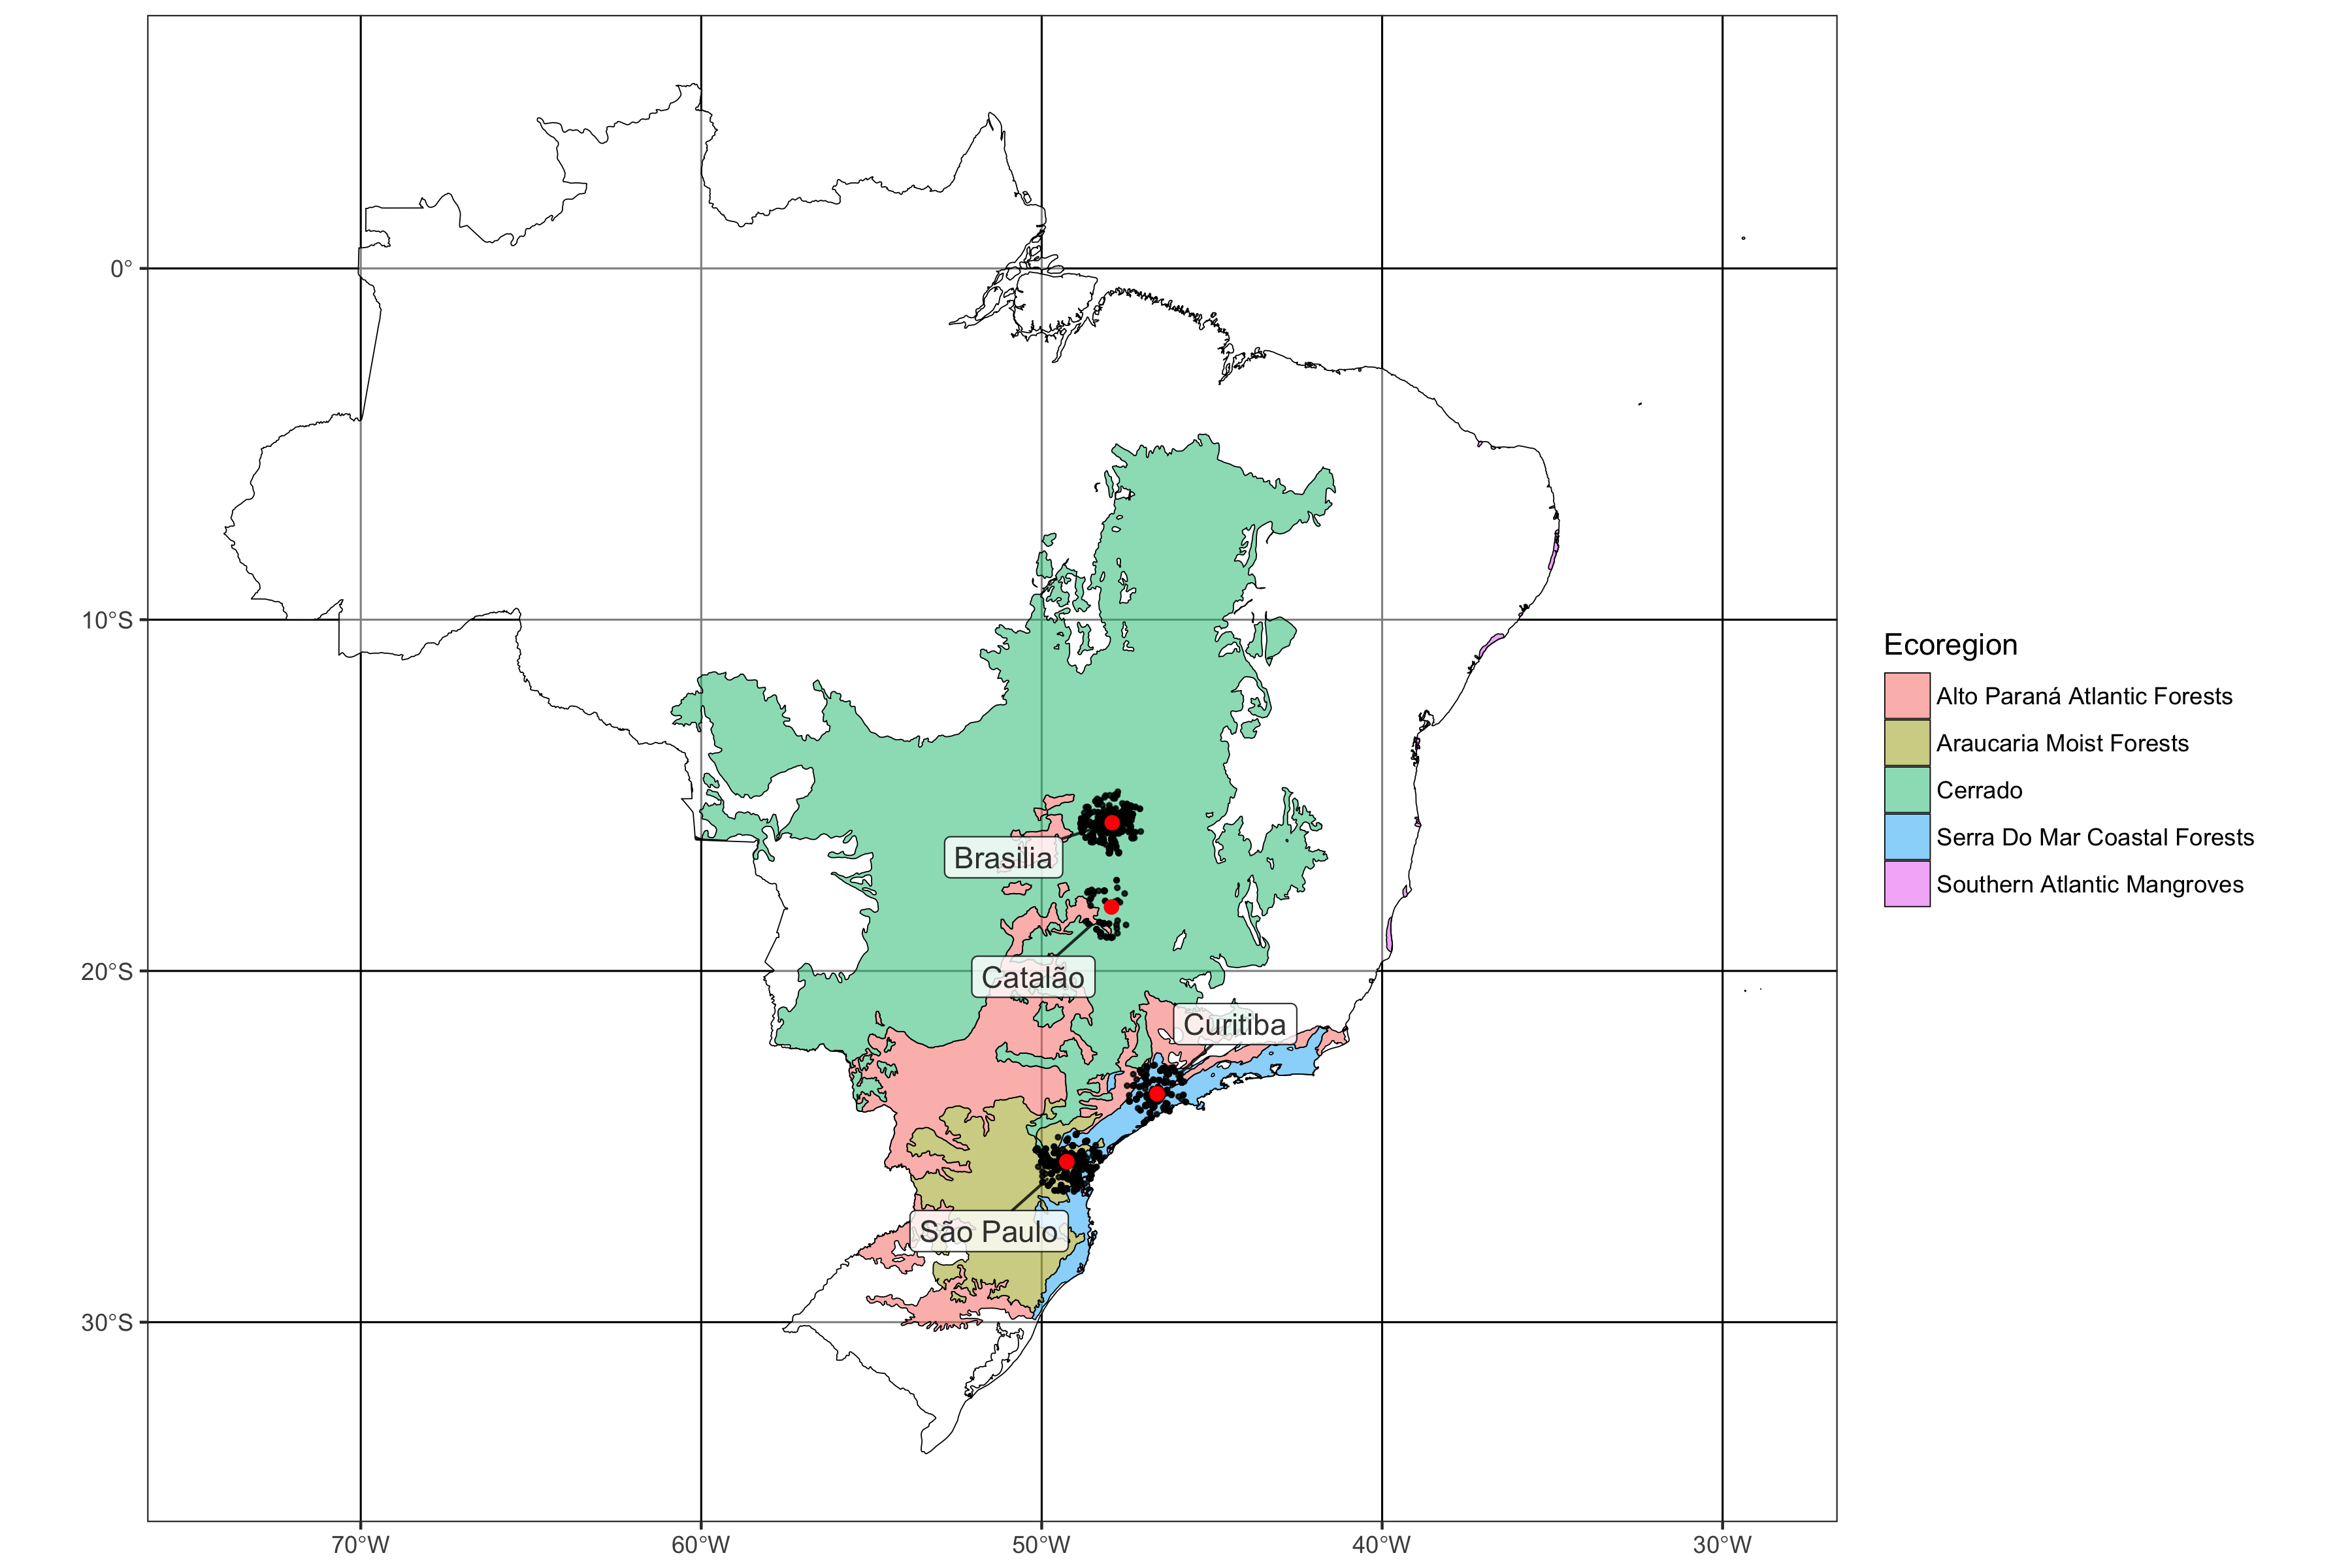 0°
10°S
20°S
30°S
70°W
60°W
50°W
40°W
30°W
Brasilia
Catalão
Curitiba
São Paulo
Ecoregion
Alto Paraná Atlantic Forests
Araucaria Moist Forests
Cerrado
Serra Do Mar Coastal Forests
Southern Atlantic Mangroves